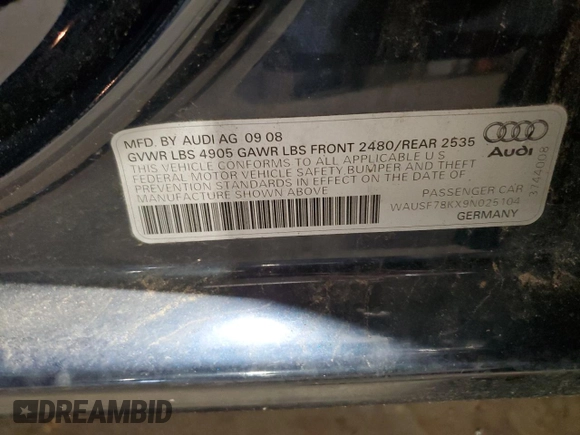 MFD. BY AUDI AG 09 08
GVWR LBS 4905 GAWR LBS FRONT 2480/REAR 2535
THIS VEHICLE CONFORMS TO ALL APPLICABLE U S
FEDERAL MOTOR VEHICLE SAFETY BUMPER AND THEFT
PREVENTION STANDARDS IN EFFECT ON THE DATE OF
MANUFACTURE SHOWN ABOVE
Audi
PASSENGER CAR
WAUSF78KX9N025104
GERMANY
3744008
DREAMBID